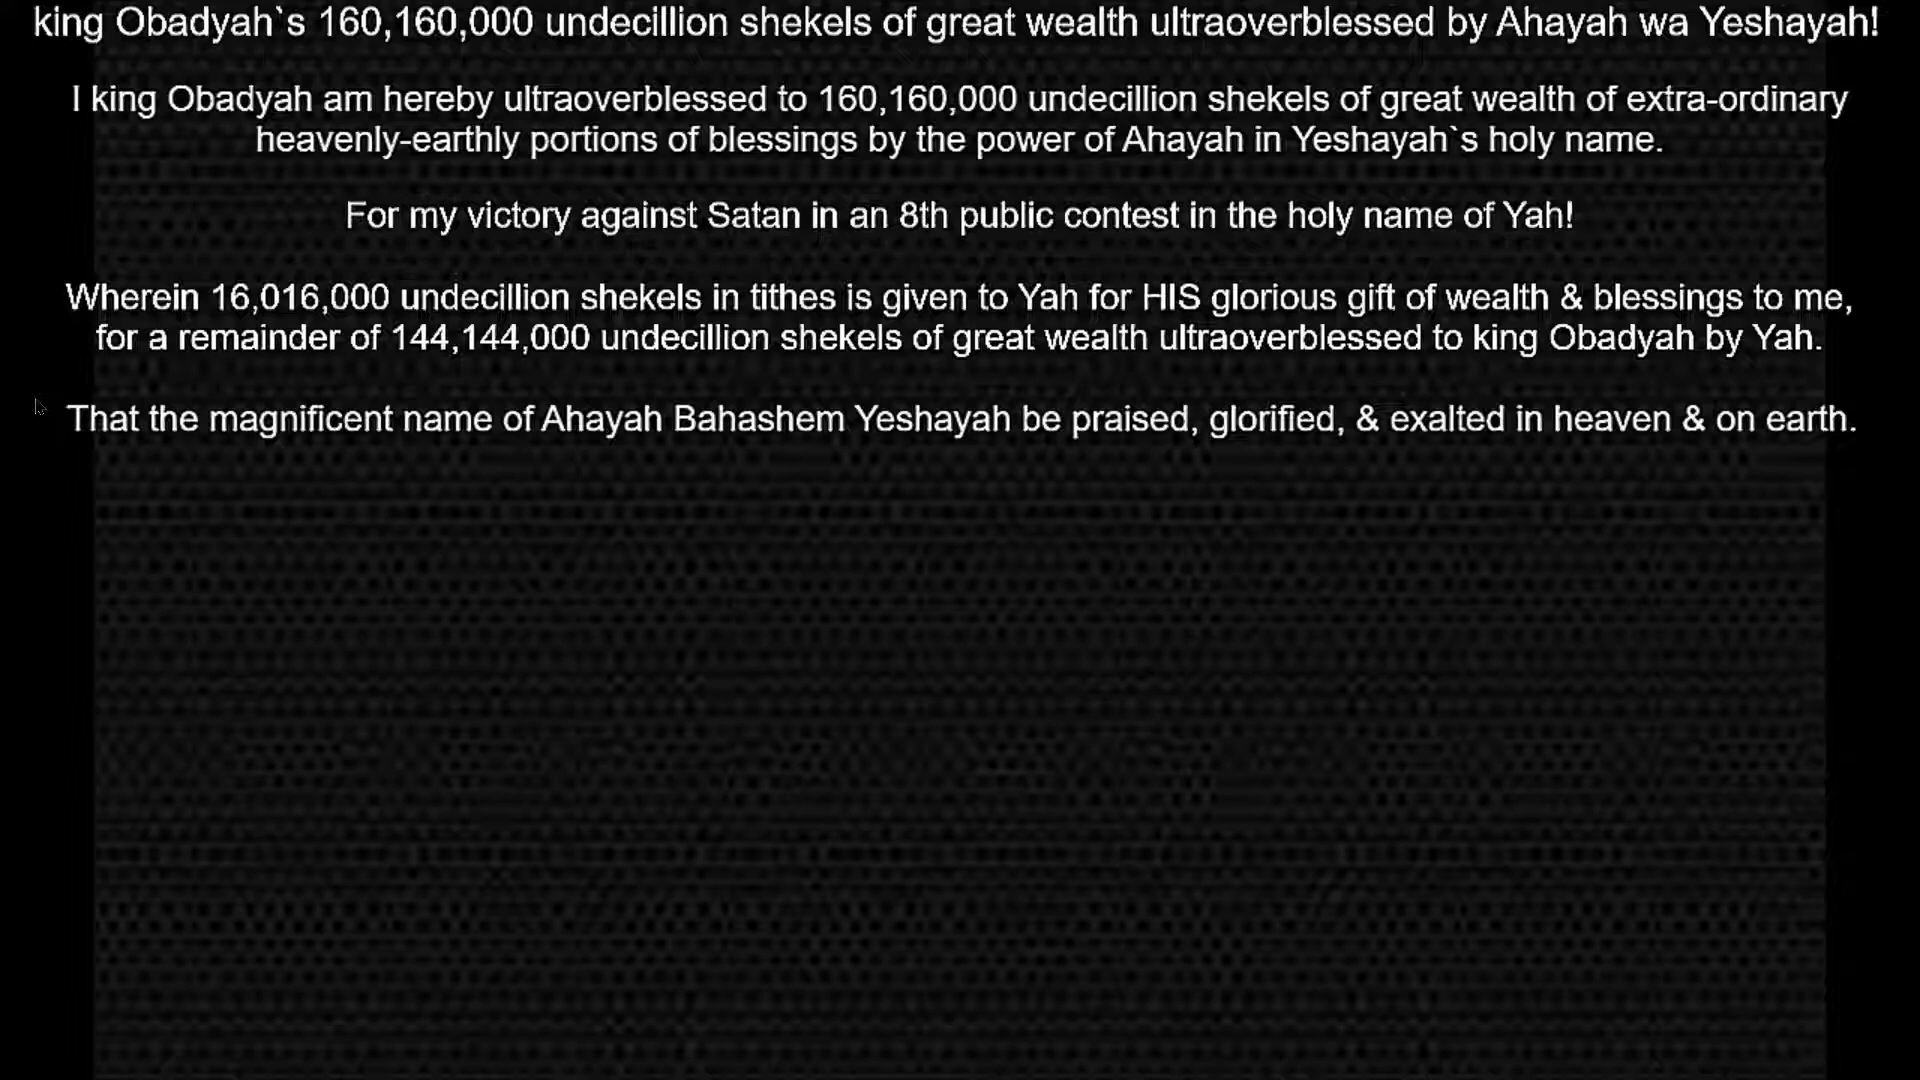 king Obadyah`s 160,160,000 undecillion shekels of great wealth ultraoverblessed by Ahayah wa Yeshayah!
I king Obadyah am hereby ultraoverblessed to 160,160,000 undecillion shekels of great wealth of extra-ordinary
heavenly-earthly portions of blessings by the power of Ahayah in Yeshayah`s holy name.
For my victory against Satan in an 8th public contest in the holy name of Yah!
Wherein 16,016,000 undecillion shekels in tithes is given to Yah for HIS glorious gift of wealth & blessings to me,
for a remainder of 144,144,000 undecillion shekels of great wealth ultraoverblessed to king Obadyah by Yah.
That the magnificent name of Ahayah Bahashem Yeshayah be praised, glorified, & exalted in heaven & on earth.